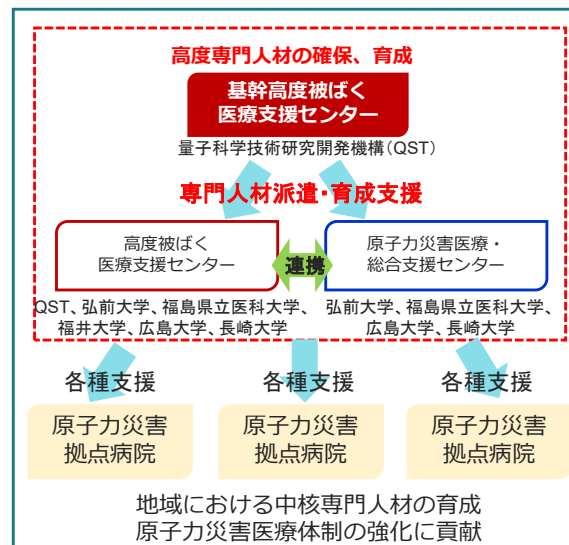 高度専門人材の確保、育成
基幹高度被ばく
医療支援センター
量子科学技術研究開発機構(QST)
専門人材派遣・育成支援
高度被ばく
医療支援センター
連携
原子力災害医療・
総合支援センター
QST、弘前大学、福島県立医科大学、
福井大学、広島大学、長崎大学
弘前大学、福島県立医科大学、
広島大学、長崎大学
各種支援
各種支援
各種支援
原子力災害
拠点病院
原子力災害
拠点病院
原子力災害
拠点病院
地域における中核専門人材の育成
原子力災害医療体制の強化に貢献